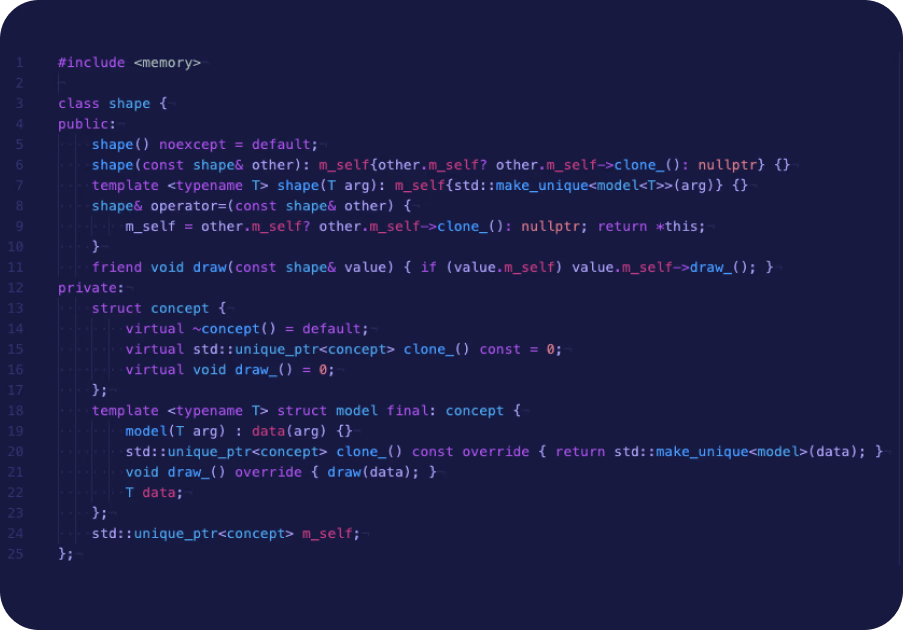 1 #include <memory>
2
3 class shape {
4 public:
5     shape() noexcept = default;
6     shape(const shape& other): m_self{other.m_self? other.m_self->clone_(): nullptr} {}
7     template <typename T> shape(T arg): m_self{std::make_unique<model<T>>(arg)} {}
8     shape& operator=(const shape& other) {
9         m_self = other.m_self? other.m_self->clone_(): nullptr; return *this;
10     }
11     friend void draw(const shape& value) { if (value.m_self) value.m_self->draw_(); }
12 private:
13     struct concept {
14         virtual ~concept() = default;
15         virtual std::unique_ptr<concept> clone_() const = 0;
16         virtual void draw_() = 0;
17     };
18     template <typename T> struct model final: concept {
19         model(T arg) : data(arg) {}
20         std::unique_ptr<concept> clone_() const override { return std::make_unique<model>(data); }
21         void draw_() override { draw(data); }
22         T data;
23     };
24     std::unique_ptr<concept> m_self;
25 };